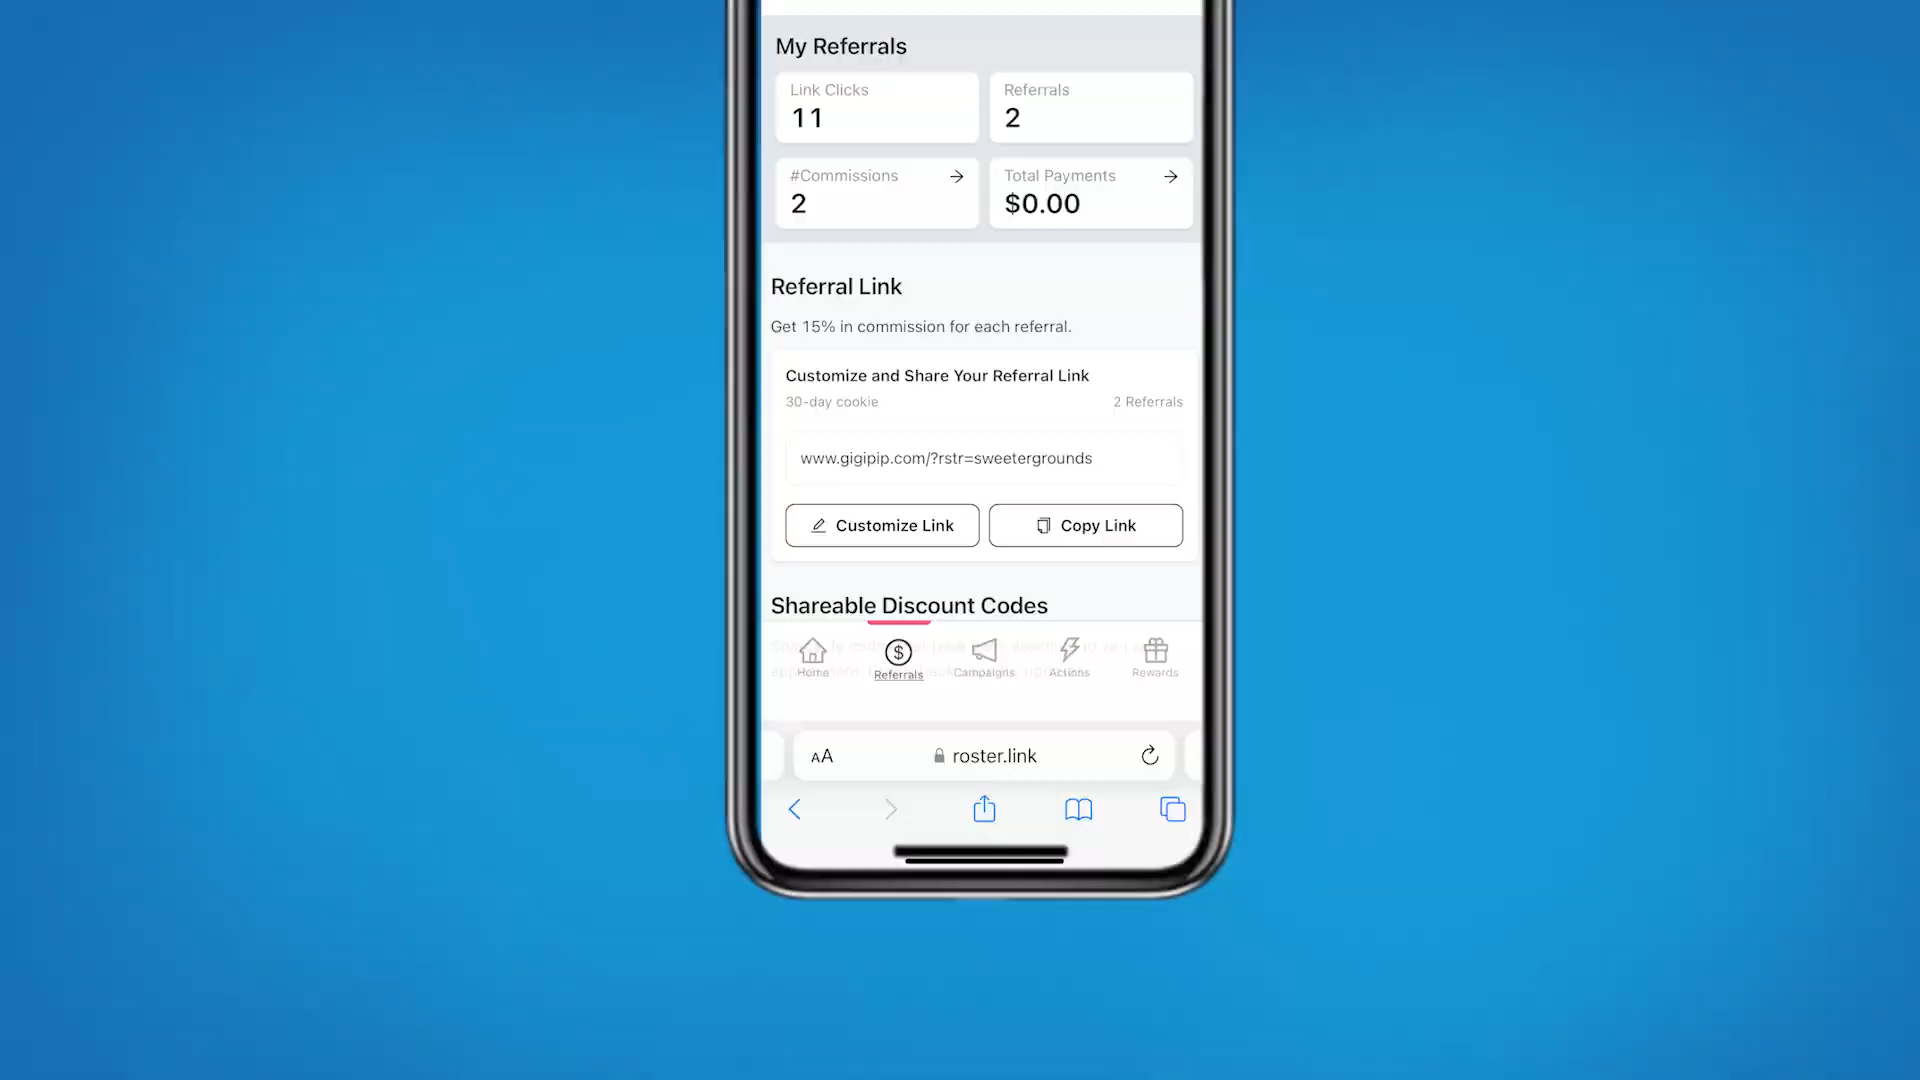 My Referrals
Link Clicks
11
Referrals
2
#Commissions
2
Total Payments
$0.00
Referral Link
Get 15% in commission for each referral.
Customize and Share Your Referral Link
30-day cookie
2 Referrals
www.gigipip.com/?rstr=sweetergrounds
Customize Link
Copy Link
Shareable Discount Codes
Home
Referrals
Campaigns
Actions
Rewards
AA
roster.link